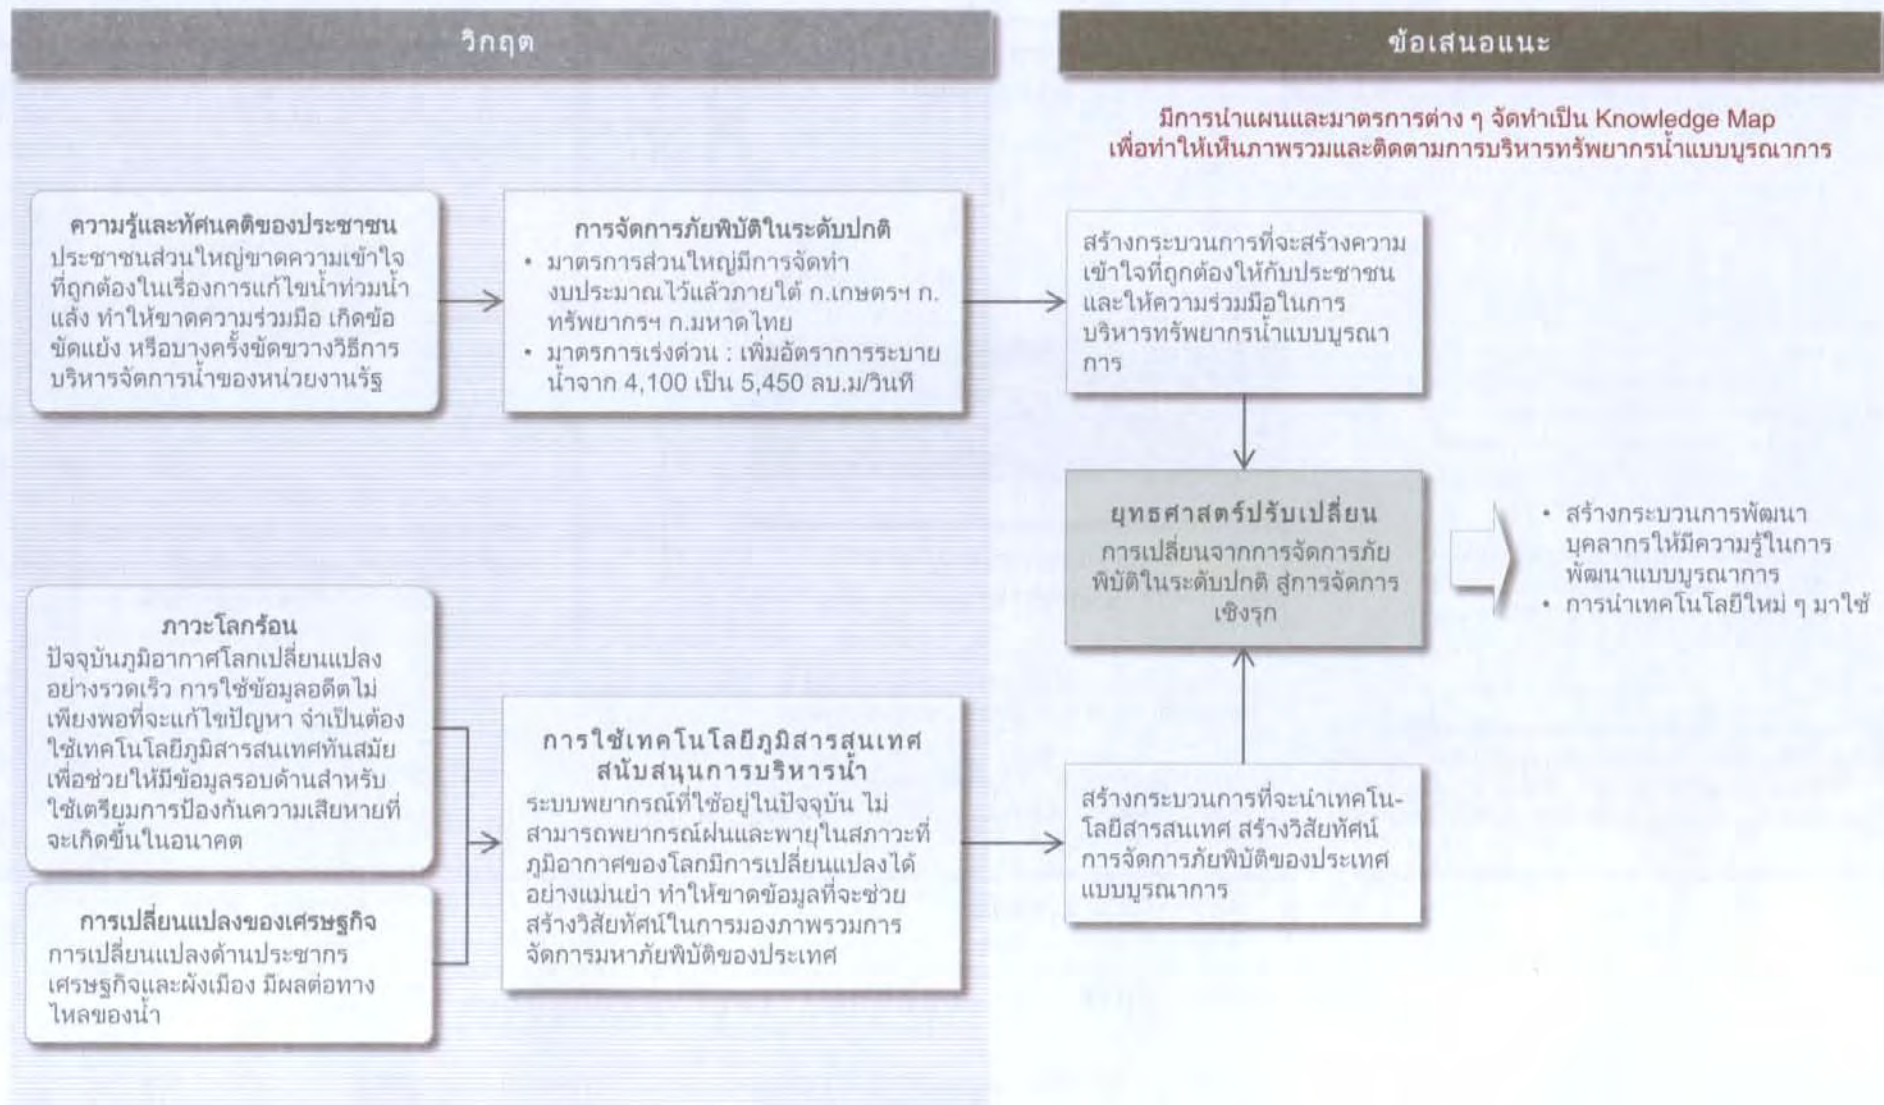 วิกฤต
ข้อเสนอแนะ
มีการนำแผนและมาตรการต่าง ๆ จัดทำเป็น Knowledge Map
เพื่อทำให้เห็นภาพรวมและติดตามการบริหารทรัพยากรน้ำแบบบูรณาการ
ความรู้และทัศนคติของประชาชน
ประชาชนส่วนใหญ่ขาดความเข้าใจ
ที่ถูกต้องในเรื่องการแก้ไขน้ำท่วมน้ำ
แล้ง ทำให้ขาดความร่วมมือ เกิดข้อ
ขัดแย้ง หรือบางครั้งขัดขวางวิธีการ
บริหารจัดการน้ำของหน่วยงานรัฐ
การจัดการภัยพิบัติในระดับปกติ
• มาตรการส่วนใหญ่มีการจัดทำ
งบประมาณไว้แล้วภายใต้ ก.เกษตรฯ ก.
ทรัพยากรฯ ก.มหาดไทย
• มาตรการเร่งด่วน : เพิ่มอัตราการระบาย
น้ำจาก 4,100 เป็น 5,450 ลบ.ม/วินาที
สร้างกระบวนการที่จะสร้างความ
เข้าใจที่ถูกต้องให้กับประชาชน
และให้ความร่วมมือในการ
บริหารทรัพยากรน้ำแบบบูรณา
การ
ยุทธศาสตร์ปรับเปลี่ยน
การเปลี่ยนจากการจัดการภัย
พิบัติในระดับปกติ สู่การจัดการ
เชิงรุก
• สร้างกระบวนการพัฒนา
บุคลากรให้มีความรู้ในการ
พัฒนาแบบบูรณาการ
• การนำเทคโนโลยีใหม่ ๆ มาใช้
ภาวะโลกร้อน
ปัจจุบันภูมิอากาศโลกเปลี่ยนแปลง
อย่างรวดเร็ว การใช้ข้อมูลอดีตไม่
เพียงพอที่จะแก้ไขปัญหา จำเป็นต้อง
ใช้เทคโนโลยีภูมิสารสนเทศทันสมัย
เพื่อช่วยให้มีข้อมูลรอบด้านสำหรับ
ใช้เตรียมการป้องกันความเสียหายที่
จะเกิดขึ้นในอนาคต
การเปลี่ยนแปลงของเศรษฐกิจ
การเปลี่ยนแปลงด้านประชากร
เศรษฐกิจและผังเมือง มีผลต่อทาง
ไหลของน้ำ
การใช้เทคโนโลยีภูมิสารสนเทศ
สนับสนุนการบริหารน้ำ
ระบบพยากรณ์ที่ใช้อยู่ในปัจจุบัน ไม่
สามารถพยากรณ์ฝนและพายุในสภาวะที่
ภูมิอากาศของโลกมีการเปลี่ยนแปลงได้
อย่างแม่นยำ ทำให้ขาดข้อมูลที่จะช่วย
สร้างวิสัยทัศน์ในการมองภาพรวมการ
จัดการมหาภัยพิบัติของประเทศ
สร้างกระบวนการที่จะนำเทคโน-
โลยีสารสนเทศ สร้างวิสัยทัศน์
การจัดการภัยพิบัติของประเทศ
แบบบูรณาการ